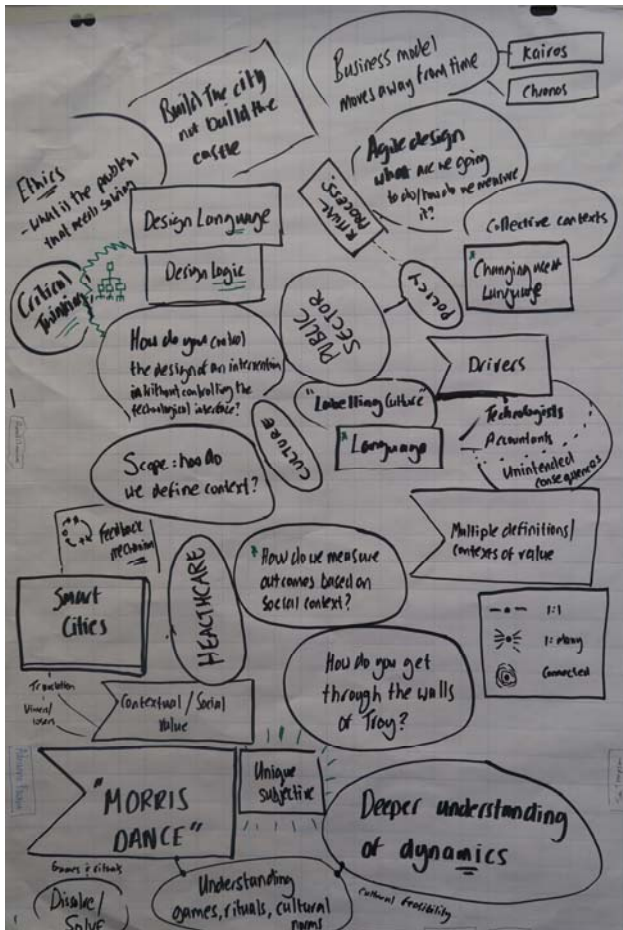 Build The city
not build the
castle
Business model
moves away from time
Kairos
Chronos
Ethics
- What is the problem
that needs solving
Agile design
what are we going
to do/how do we measure
it?
RITUAL-
PROCESS?
Design Language
Design Logic
Collective contexts
Critical
Thinking
POLICY
Language
PUBLIC
SECTOR
How do you control
the design of an intervention
without controlling the
technological interface?
Drivers
"Labelling Culture"
Language
Technologists
Accountants
Unintended
consequences
CULTURE
Scope: how do
we define context?
Multiple definitions/
contexts of value
Feedback
mechanism
How do we measure
outcomes based on
social context?
HEALTHCARE
Smart
Cities
1:1
1: many
Connected
How do you get
through the walls
of Troy?
Translation
Contextual / Social
Value
Unique
subjective
"MORRIS
DANCE"
Deeper understanding
of dynamics
Games & rituals
Understanding
games, rituals, cultural
norms
Cultural feasibility
Dissolve/
Solve